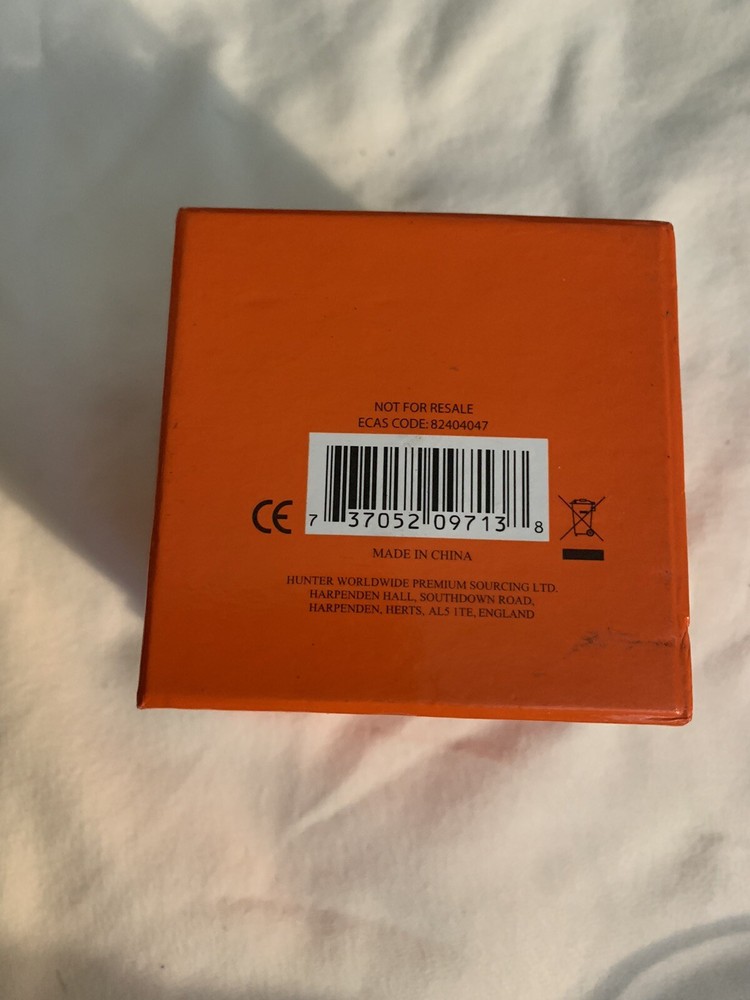 NOT FOR RESALE
ECAS CODE: 82404047
CE
7 37052 09713 8
MADE IN CHINA
HUNTER WORLDWIDE PREMIUM SOURCING LTD.
HARPENDEN HALL, SOUTHDOWN ROAD,
HARPENDEN, HERTS, AL5 1TE, ENGLAND